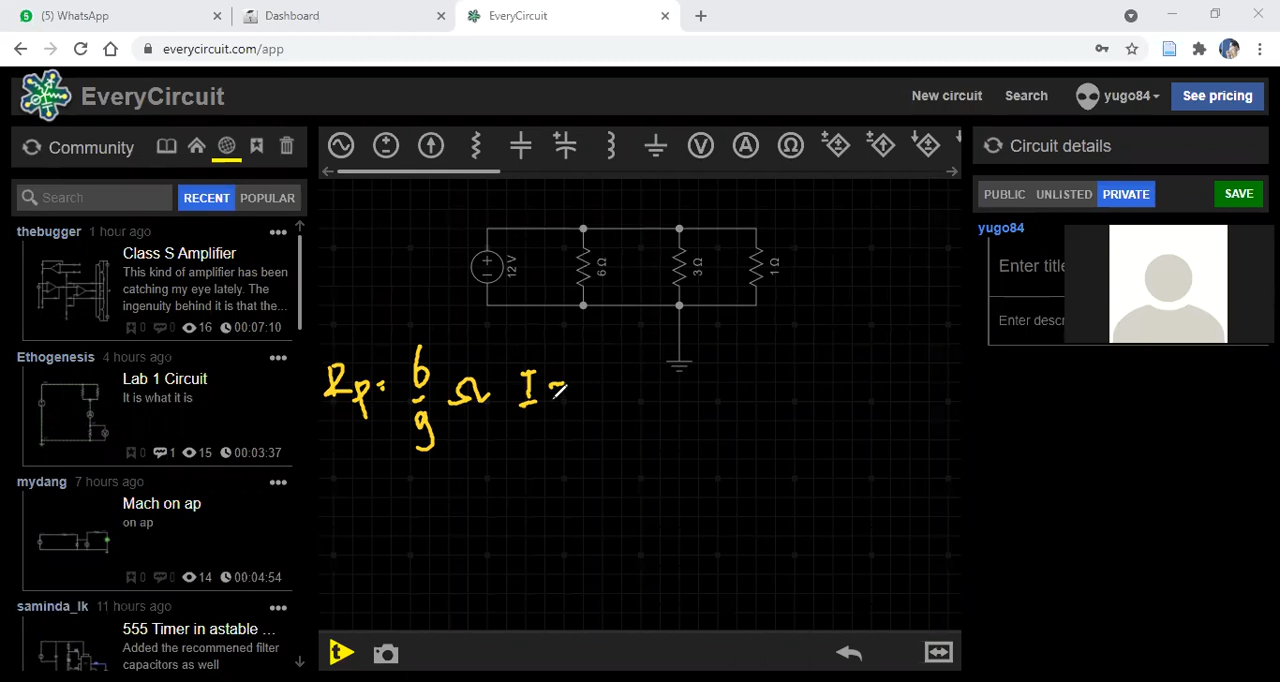 (5) WhatsApp
Dashboard
EveryCircuit
everycircuit.com/app
EveryCircuit
New circuit
Search
yugo84
See pricing
Community
Search
RECENT
POPULAR
thebugger 1 hour ago
Class S Amplifier
This kind of amplifier has been
catching my eye lately. The
ingenuity behind it is that the...
0 0 16 00:07:10
Ethogenesis 4 hours ago
Lab 1 Circuit
It is what it is
0 1 15 00:03:37
mydang 7 hours ago
Mach on ap
on ap
0 0 14 00:04:54
saminda_lk 11 hours ago
555 Timer in astable ...
Added the recommened filter
capacitors as well
V
A
Ω
12 V
6 Ω
3 Ω
1 Ω
Rp = 6/9 Ω I =
t
Circuit details
PUBLIC
UNLISTED
PRIVATE
SAVE
yugo84
Enter title
Enter descr